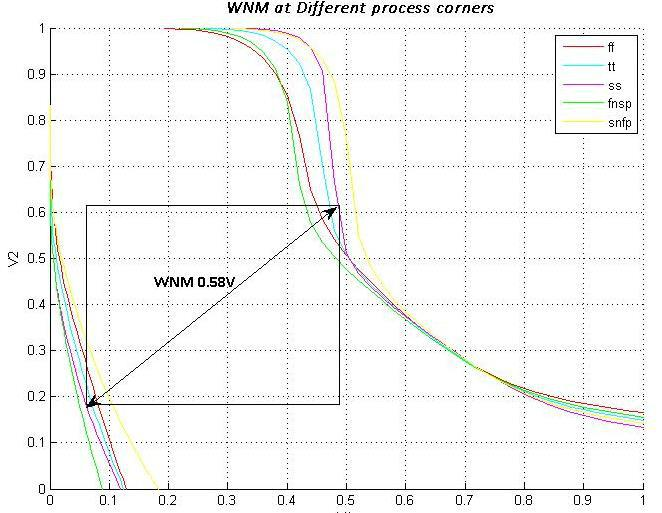 WNM at Different process corners
1
0.9
0.8
0.7
0.6
0.5
0.4
0.3
0.2
0.1
0
V2
ff
tt
ss
fnsp
snfp
WNM 0.58V
0 0.1 0.2 0.3 0.4 0.5 0.6 0.7 0.8 0.9 1